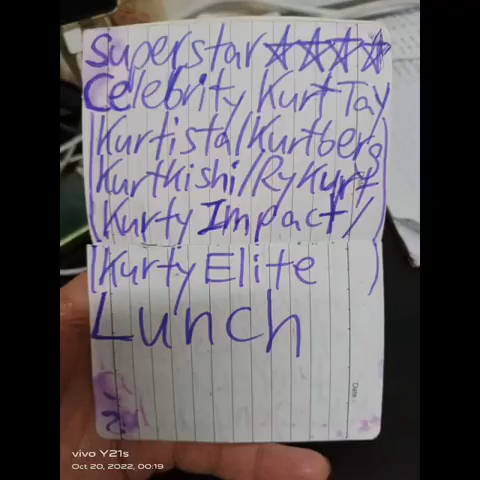 Superstar☆☆☆☆
Celebrity Kurt Tay
(Kurtista/Kurtberg
Kurtkishi/RyKurt
(Kurty Impact/
(Kurty Elite )
Lunch
Date :
vivo Y21s
Oct 20, 2022, 00:19